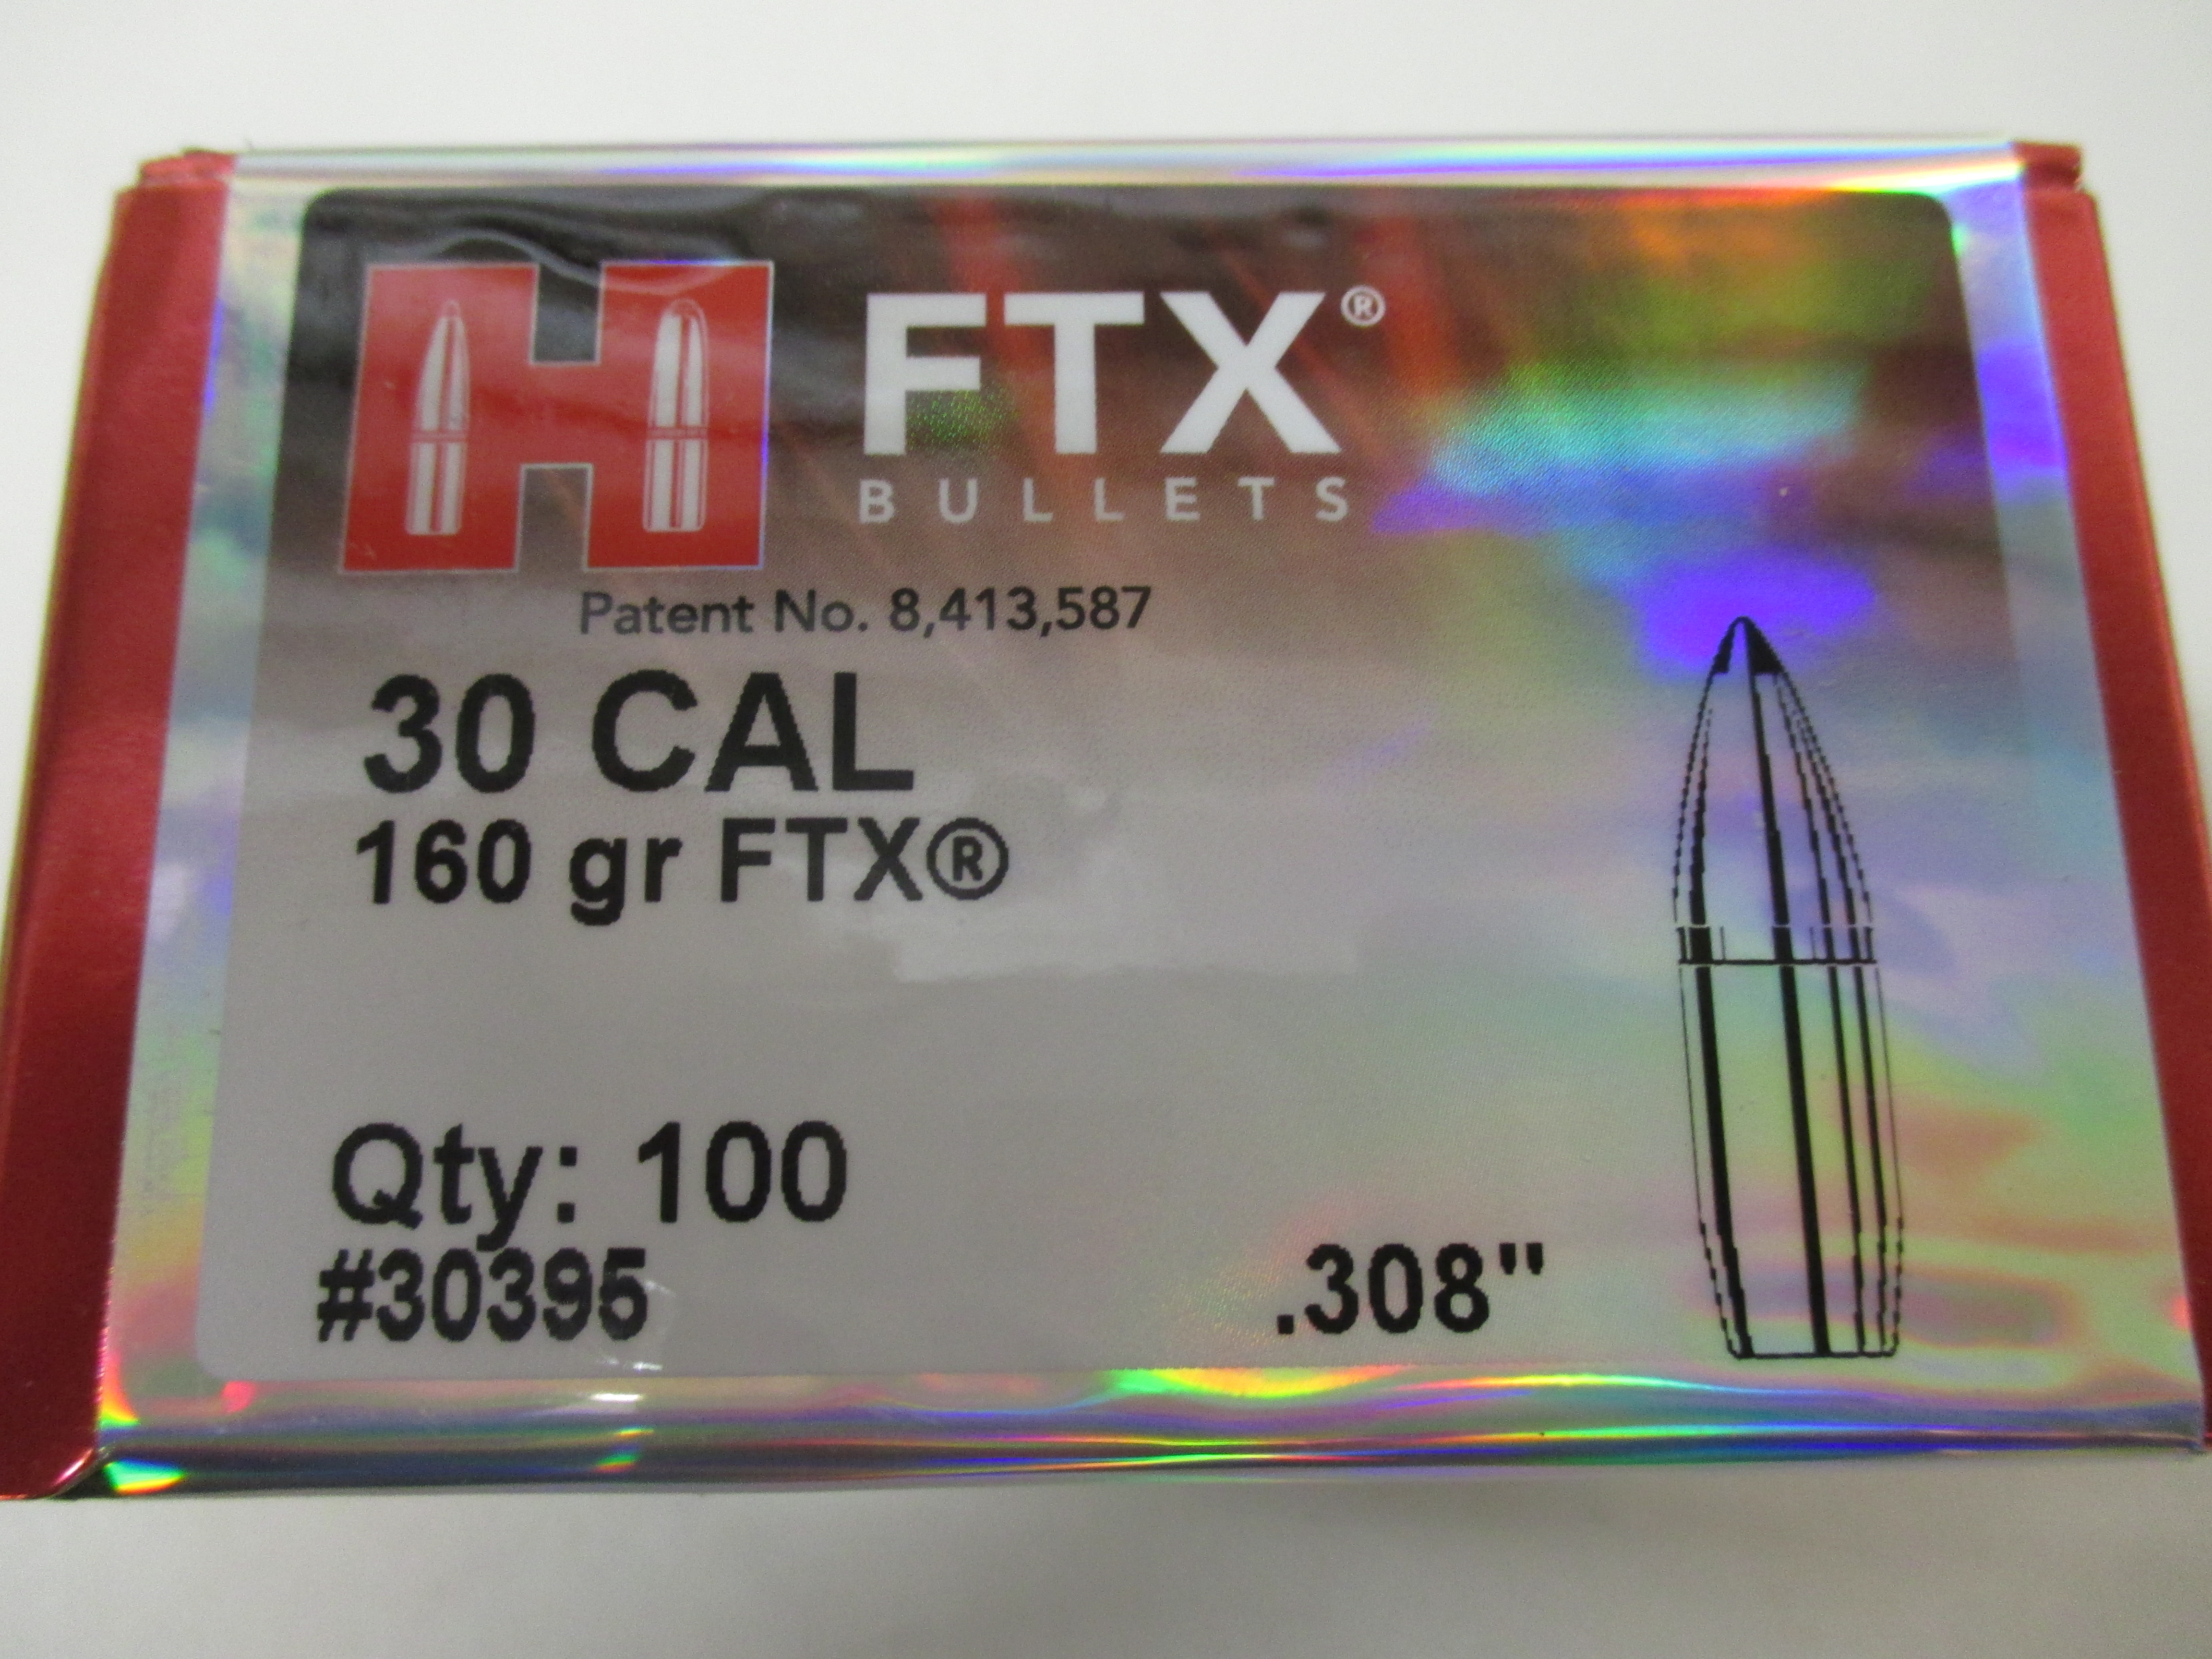 H FTX®
BULLETS
Patent No. 8,413,587
30 CAL
160 gr FTX®
Qty: 100
#30395
.308"